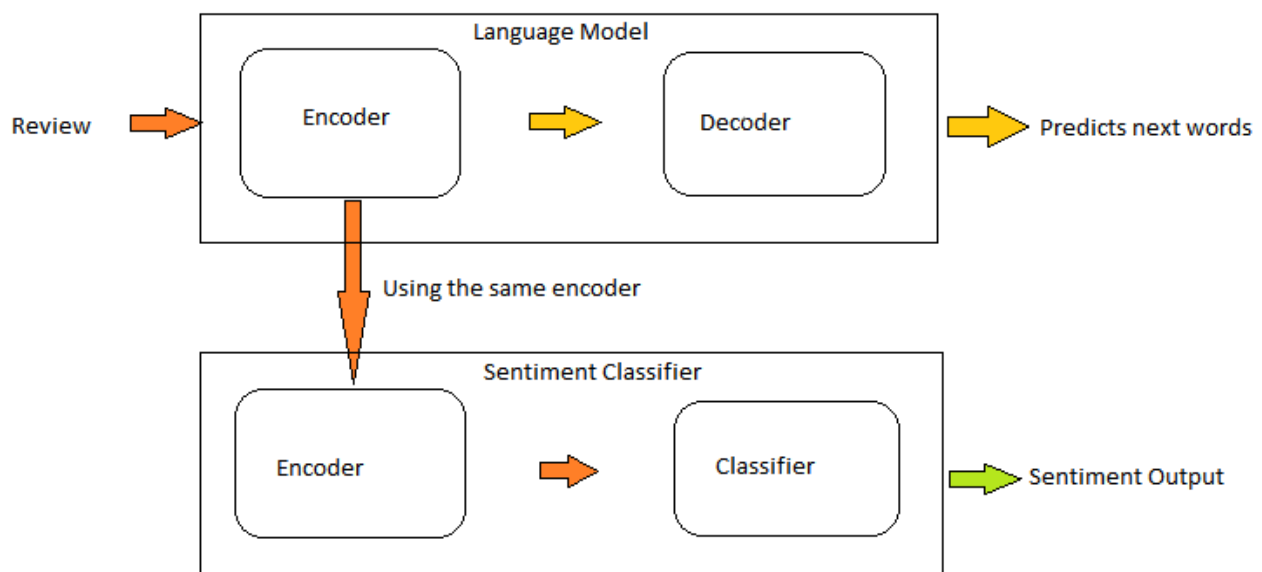 Language Model
Encoder
Review
Decoder
Predicts next words
Using the same encoder
Sentiment Classifier
Encoder
Classifier
Sentiment Output